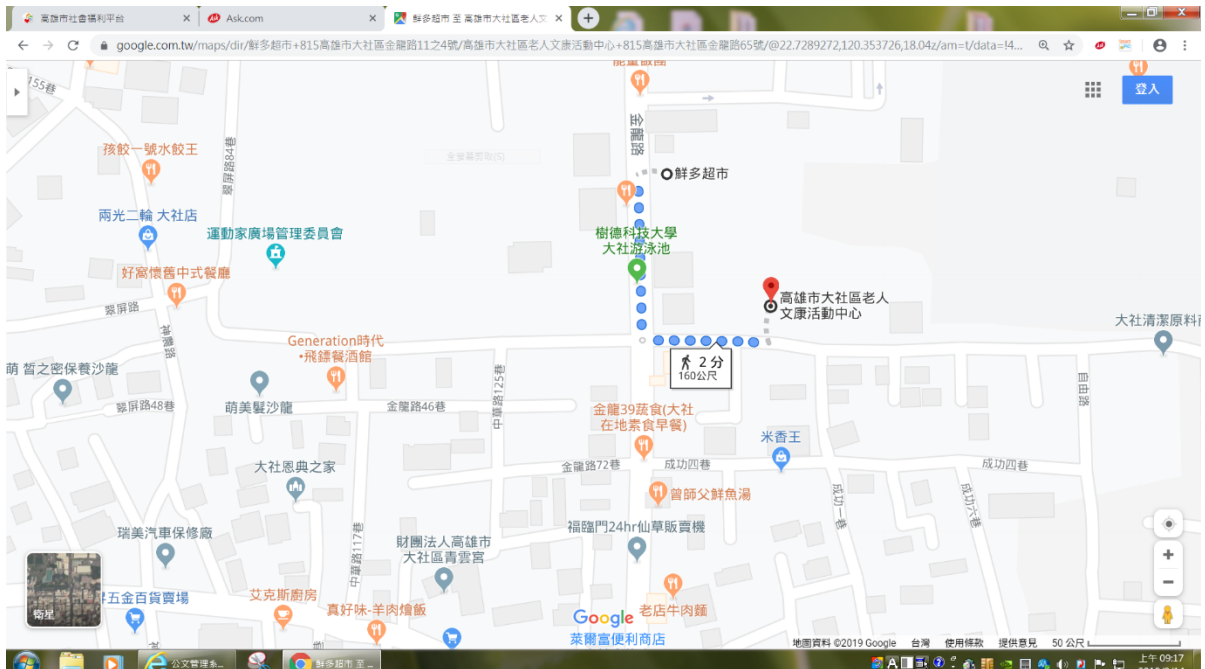 高雄市社會福利平台
Ask.com
鮮多超市 至 高雄市大社區老人文
google.com.tw/maps/dir/鮮多超市+815高雄市大社區金龍路11之4號/高雄市大社區老人文康活動中心+815高雄市大社區金龍路65號/@22.7289272,120.353726,18.04z/am=t/data=!4...
155巷
能量飯團
登入
金龍路
孩餃一號水餃王
翠屏路84巷
全螢幕擷取(S)
鮮多超市
兩光二輪 大社店
運動家廣場管理委員會
樹德科技大學
大社游泳池
好窩懷舊中式餐廳
高雄市大社區老人
文康活動中心
翠屏路
神農路
大社清潔原料
Generation時代
•飛鏢餐酒館
2 分
160公尺
萌 皙之密保養沙龍
中華路125巷
自由路
翠屏路48巷
萌美髮沙龍
金龍路46巷
金龍39蔬食(大社
在地素食早餐)
米香王
大社恩典之家
金龍路72巷
成功四巷
成功四巷
曾師父鮮魚湯
成功一巷
成功六巷
瑞美汽車保修廠
福臨門24hr仙草販賣機
中華路117巷
財團法人高雄市
大社區青雲宮
衛星
五金百貨賣場
艾克斯廚房
真好味-羊肉燴飯
Google
老店牛肉麵
萊爾富便利商店
地圖資料 ©2019 Google 台灣 使用條款 提供意見 50 公尺
公文管理系...
鮮多超市 至 ...
上午 09:17